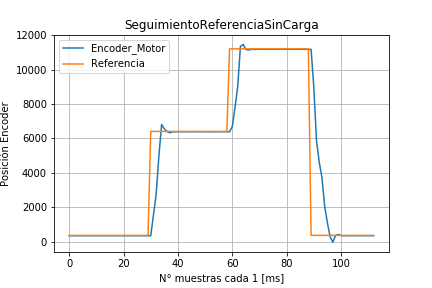 SeguimientoReferenciaSinCarga
12000
10000
8000
6000
4000
2000
0
Posición Encoder
Encoder_Motor
Referencia
0 20 40 60 80 100
N° muestras cada 1 [ms]